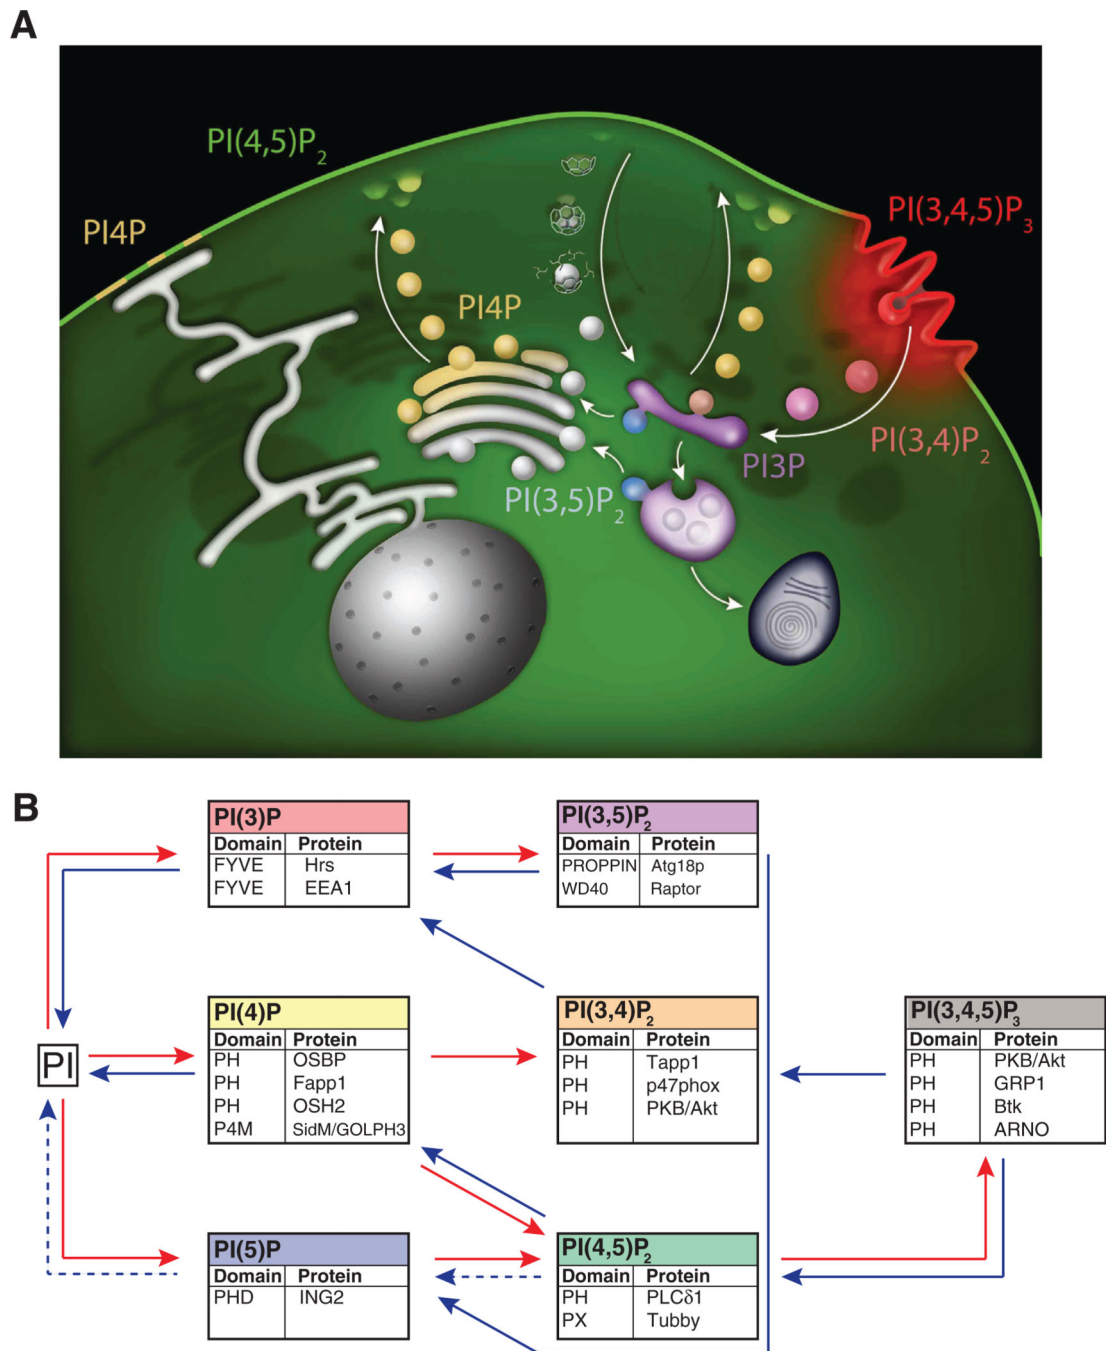 A
PI(4,5)P2
PI4P
PI(3,4,5)P3
PI4P
PI(3,4)P2
PI3P
PI(3,5)P2
B
PI(3)P
Domain Protein
FYVE Hrs
FYVE EEA1
PI(3,5)P2
Domain Protein
PROPPIN Atg18p
WD40 Raptor
PI
PI(4)P
Domain Protein
PH OSBP
PH Fapp1
PH OSH2
P4M SidM/GOLPH3
PI(3,4)P2
Domain Protein
PH Tapp1
PH p47phox
PH PKB/Akt
PI(3,4,5)P3
Domain Protein
PH PKB/Akt
PH GRP1
PH Btk
PH ARNO
PI(5)P
Domain Protein
PHD ING2
PI(4,5)P2
Domain Protein
PH PLCδ1
PX Tubby